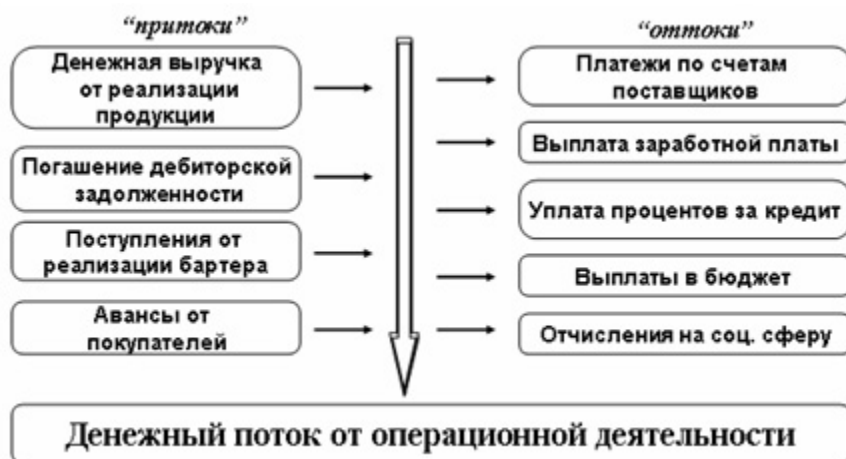 “притоки”
Денежная выручка
от реализации
продукции
Погашение дебиторской
задолженности
Поступления от
реализации бартера
Авансы от
покупателей
“оттоки”
Платежи по счетам
поставщиков
Выплата заработной платы
Уплата процентов за кредит
Выплаты в бюджет
Отчисления на соц. сферу
Денежный поток от операционной деятельности